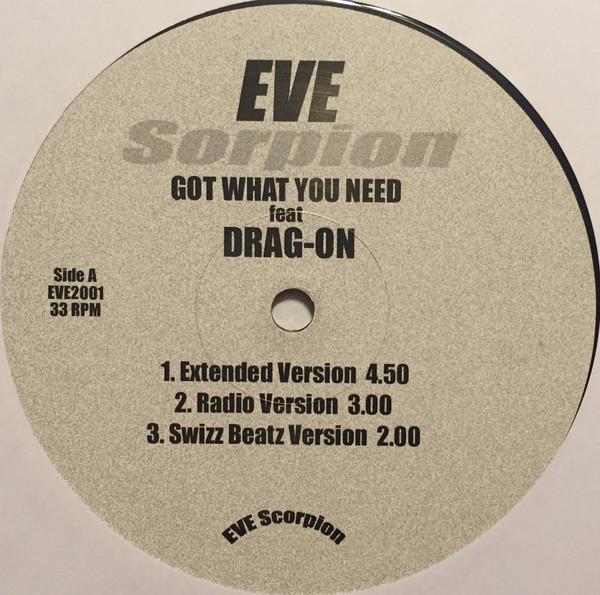 EVE
Sorpion
GOT WHAT YOU NEED
feat
DRAG-ON
Side A
EVE2001
33 RPM
1. Extended Version 4.50
2. Radio Version 3.00
3. Swizz Beatz Version 2.00
EVE Scorpion